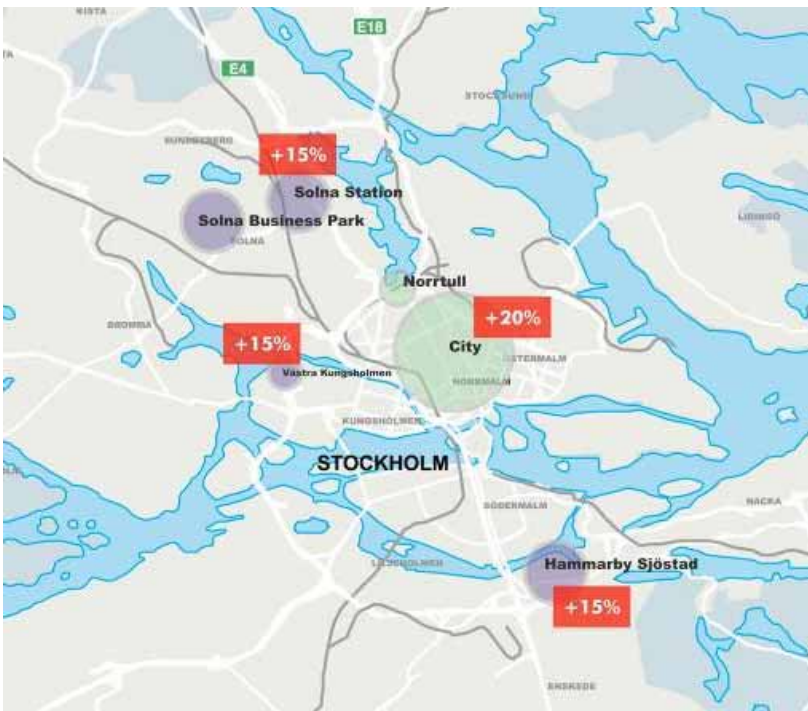 KISTA
E18
E4
STOCKSUND
SUNDBYBERG
+15%
Solna Station
Solna Business Park
LIDINGÖ
SOLNA
Norrtull
+20%
BROMMA
+15%
City
ÖSTERMALM
Västra Kungsholmen
NORRMALM
KUNGSHOLMEN
STOCKHOLM
NACKA
SÖDERMALM
LILJEHOLMEN
Hammarby Sjöstad
+15%
ENSKEDE